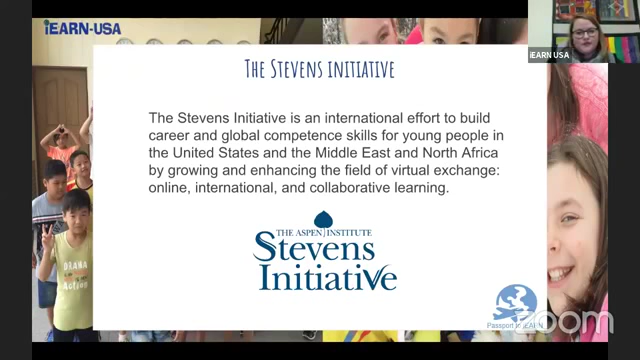 iEARN-USA
iEARN USA
THE STEVENS INITIATIVE
The Stevens Initiative is an international effort to build
career and global competence skills for young people in
the United States and the Middle East and North Africa
by growing and enhancing the field of virtual exchange:
online, international, and collaborative learning.
THE ASPEN INSTITUTE
Stevens
Initiative
DRAMA
Action
Passport to iEARN
zoom